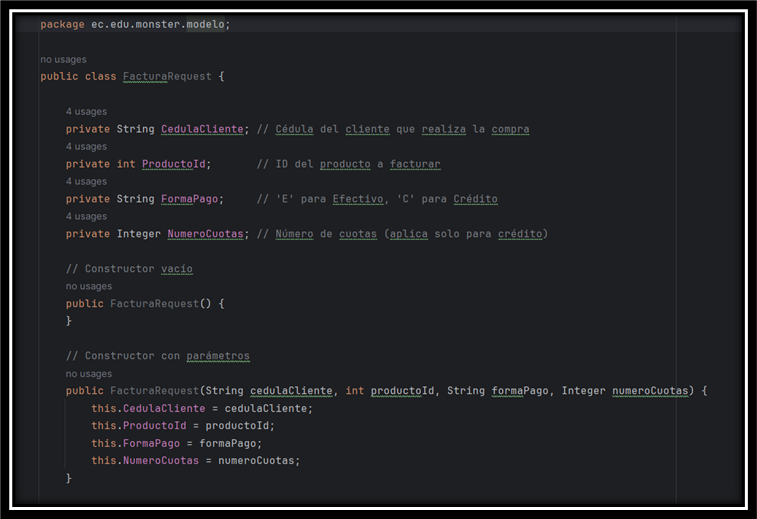 package ec.edu.monster.modelo;
no usages
public class FacturaRequest {
4 usages
private String CedulaCliente; // Cédula del cliente que realiza la compra
4 usages
private int ProductoId; // ID del producto a facturar
4 usages
private String FormaPago; // 'E' para Efectivo, 'C' para Crédito
4 usages
private Integer NumeroCuotas; // Número de cuotas (aplica solo para crédito)
// Constructor vacío
no usages
public FacturaRequest() {
}
// Constructor con parámetros
no usages
public FacturaRequest(String cedulaCliente, int productoId, String formaPago, Integer numeroCuotas) {
this.CedulaCliente = cedulaCliente;
this.ProductoId = productoId;
this.FormaPago = formaPago;
this.NumeroCuotas = numeroCuotas;
}